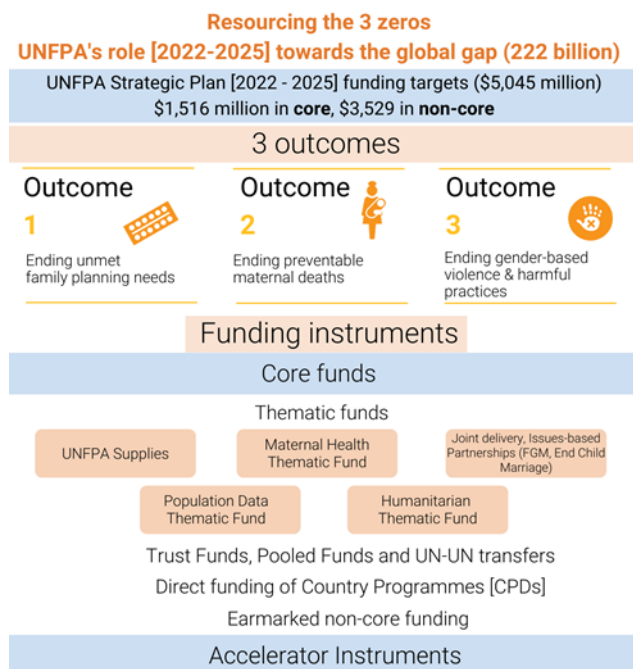 Resourcing the 3 zeros
UNFPA's role [2022-2025] towards the global gap (222 billion)
UNFPA Strategic Plan [2022 - 2025] funding targets ($5,045 million)
$1,516 million in core, $3,529 in non-core
3 outcomes
Outcome
1
Ending unmet
family planning needs
Outcome
2
Ending preventable
maternal deaths
Outcome
3
Ending gender-based
violence & harmful
practices
Funding instruments
Core funds
Thematic funds
UNFPA Supplies
Maternal Health
Thematic Fund
Joint delivery, Issues-based
Partnerships (FGM, End Child
Marriage)
Population Data
Thematic Fund
Humanitarian
Thematic Fund
Trust Funds, Pooled Funds and UN-UN transfers
Direct funding of Country Programmes [CPDs]
Earmarked non-core funding
Accelerator Instruments